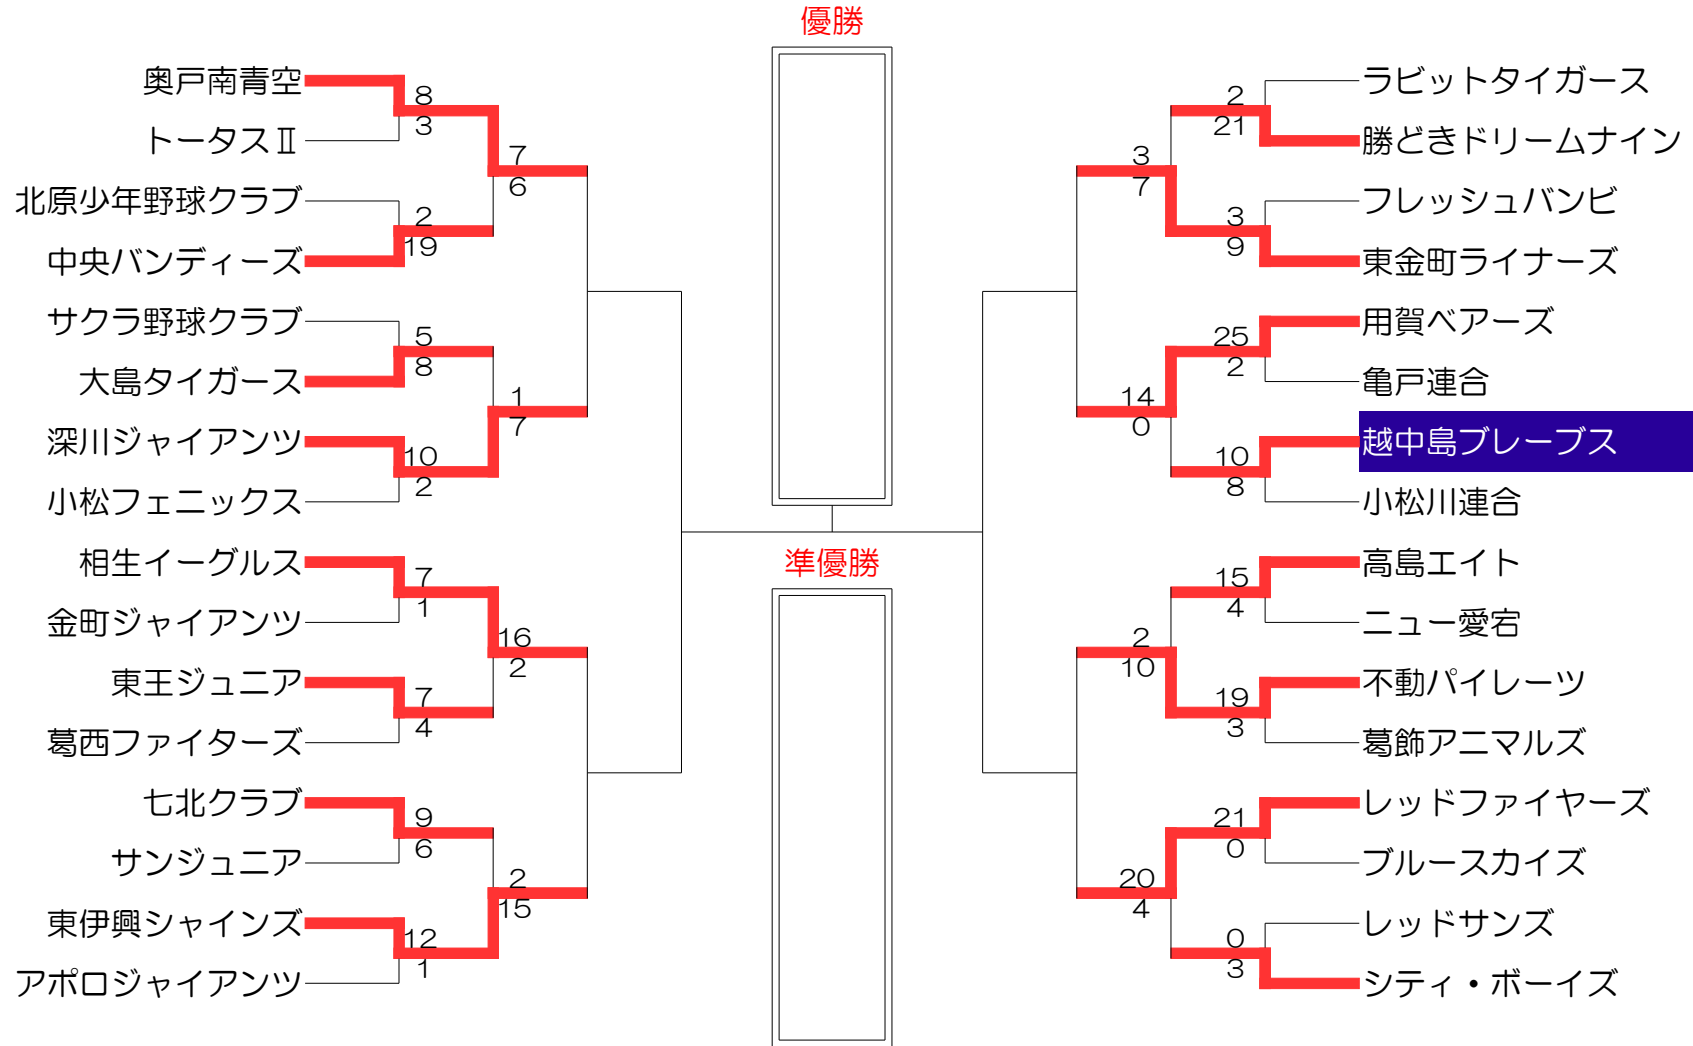 優勝
奥戸南青空
8
3
トータスⅡ
7
6
北原少年野球クラブ
2
19
中央バンディーズ
サクラ野球クラブ
5
8
大島タイガース
1
7
深川ジャイアンツ
10
2
小松フェニックス
相生イーグルス
7
1
金町ジャイアンツ
16
2
東王ジュニア
7
4
葛西ファイターズ
七北クラブ
9
6
サンジュニア
2
15
東伊興シャインズ
12
1
アポロジャイアンツ
準優勝
ラビットタイガース
2
21
勝どきドリームナイン
3
7
フレッシュバンビ
3
9
東金町ライナーズ
用賀ベアーズ
25
2
亀戸連合
14
0
越中島ブレーブス
10
8
小松川連合
高島エイト
15
4
ニュー愛宕
2
10
不動パイレーツ
19
3
葛飾アニマルズ
レッドファイヤーズ
21
0
ブルースカイズ
20
4
レッドサンズ
0
3
シティ・ボーイズ